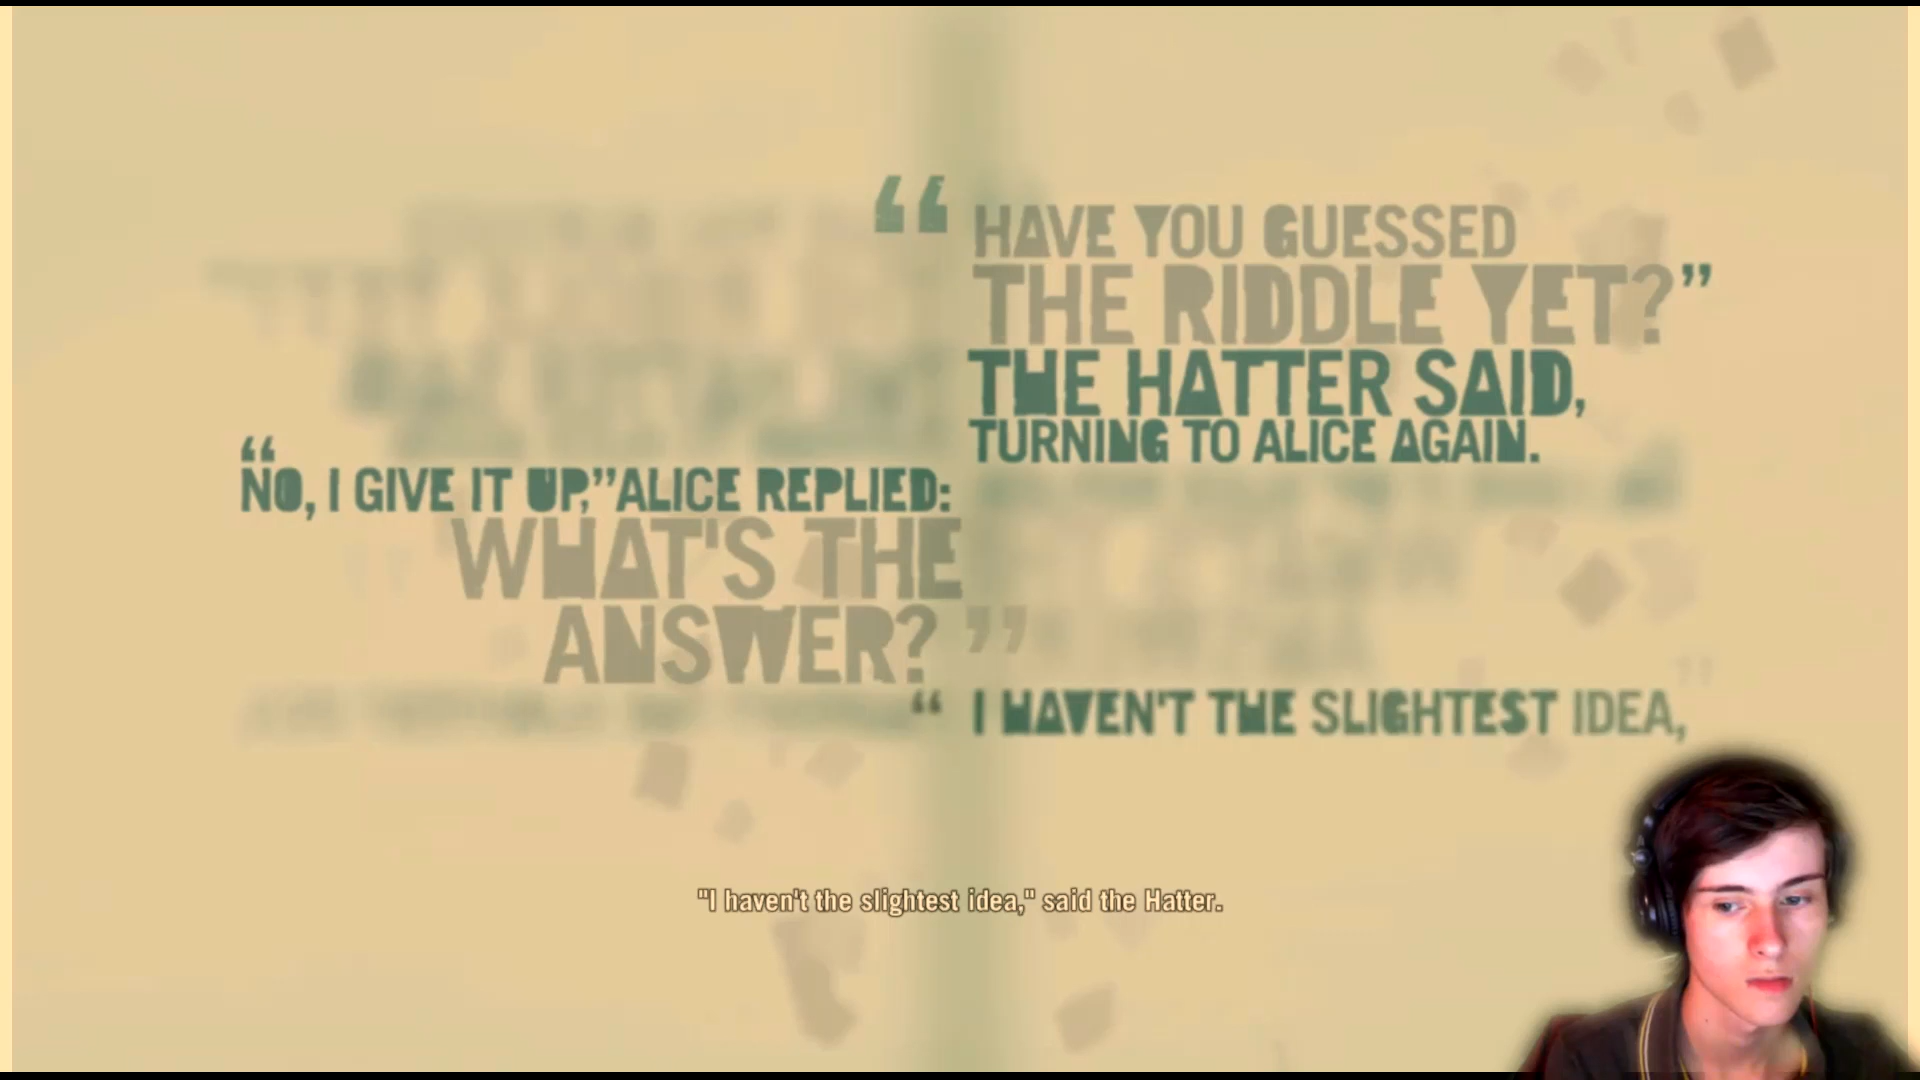 “HAVE YOU GUESSED
THE RIDDLE YET?”
THE HATTER SAID,
TURNING TO ALICE AGAIN.
“NO, I GIVE IT UP,”ALICE REPLIED:
WHAT'S THE
ANSWER?”
“I HAVEN'T THE SLIGHTEST IDEA,
"I haven't the slightest idea," said the Hatter.